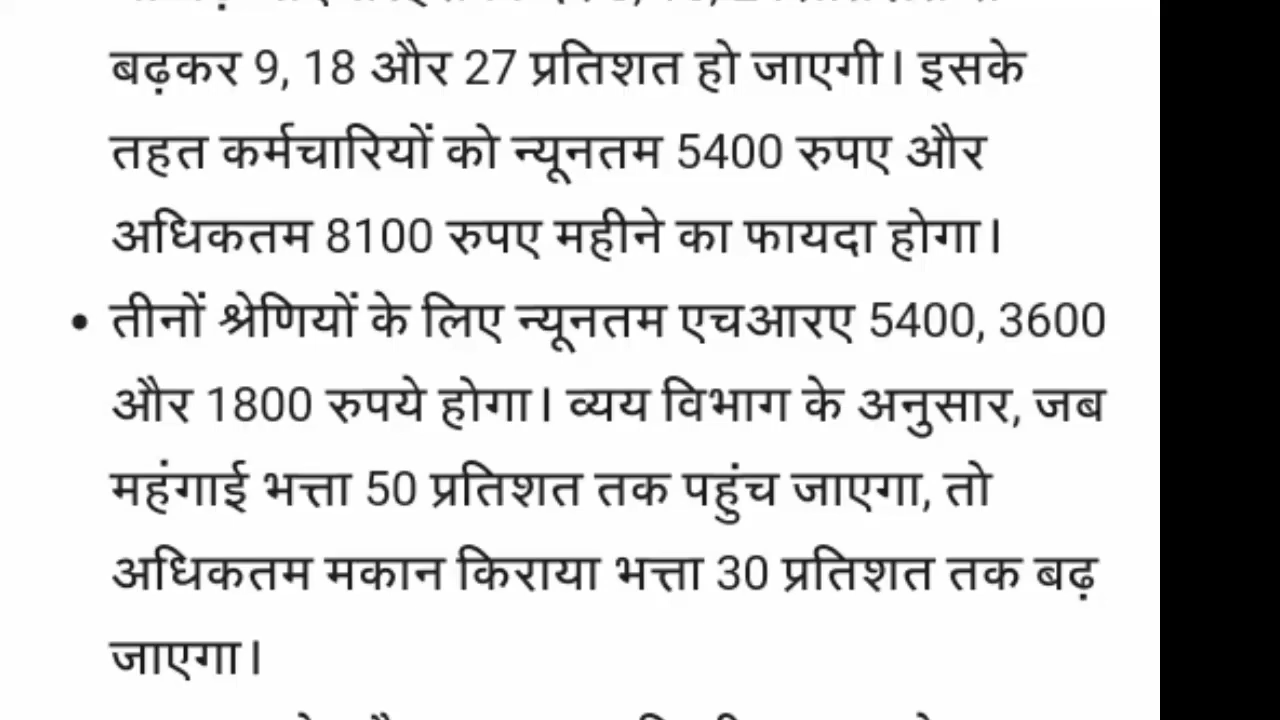 बढ़कर 9, 18 और 27 प्रतिशत हो जाएगी। इसके
तहत कर्मचारियों को न्यूनतम 5400 रुपए और
अधिकतम 8100 रुपए महीने का फायदा होगा।
• तीनों श्रेणियों के लिए न्यूनतम एचआरए 5400, 3600
और 1800 रुपये होगा। व्यय विभाग के अनुसार, जब
महंगाई भत्ता 50 प्रतिशत तक पहुंच जाएगा, तो
अधिकतम मकान किराया भत्ता 30 प्रतिशत तक बढ़
जाएगा।